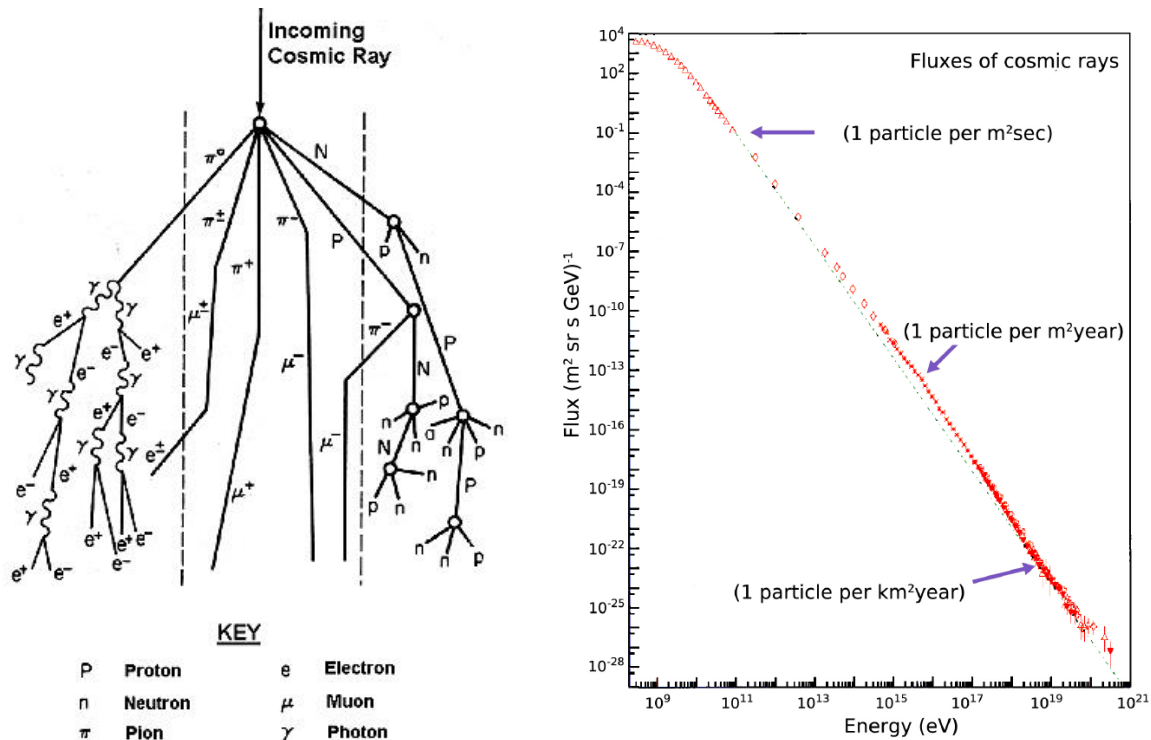 Incoming
Cosmic Ray
π°
N
π±
π⁻
P
π⁺
p
n
γ
γ
e⁺
μ±
π⁻
P
γ
e⁻
e⁺
e⁻
γ
μ⁻
N
γ
e⁺
e⁻
n
p
n
a
n
p
n
γ
γ
e±
μ⁻
N
e⁻
e⁺
μ⁺
n
P
γ
p
n
e⁺
e⁺
e⁻
e⁻
n
n
p
e⁺
e⁻
KEY
P Proton e Electron
n Neutron μ Muon
π Pion γ Photon
Fluxes of cosmic rays
(1 particle per m²sec)
(1 particle per m²year)
(1 particle per km²year)
Flux (m² sr s GeV)⁻¹
10⁴
10²
10⁻¹
10⁻⁴
10⁻⁷
10⁻¹⁰
10⁻¹³
10⁻¹⁶
10⁻¹⁹
10⁻²²
10⁻²⁵
10⁻²⁸
10⁹ 10¹¹ 10¹³ 10¹⁵ 10¹⁷ 10¹⁹ 10²¹
Energy (eV)